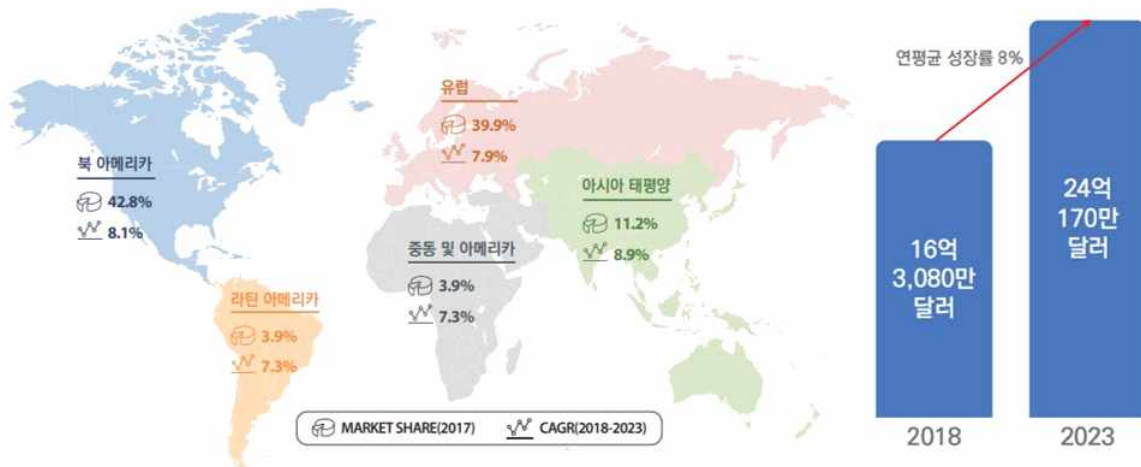 북 아메리카
42.8%
8.1%
유럽
39.9%
7.9%
아시아 태평양
11.2%
8.9%
중동 및 아메리카
3.9%
7.3%
라틴 아메리카
3.9%
7.3%
MARKET SHARE(2017) CAGR(2018-2023)
연평균 성장률 8%
16억
3,080만
달러
2018
24억
170만
달러
2023